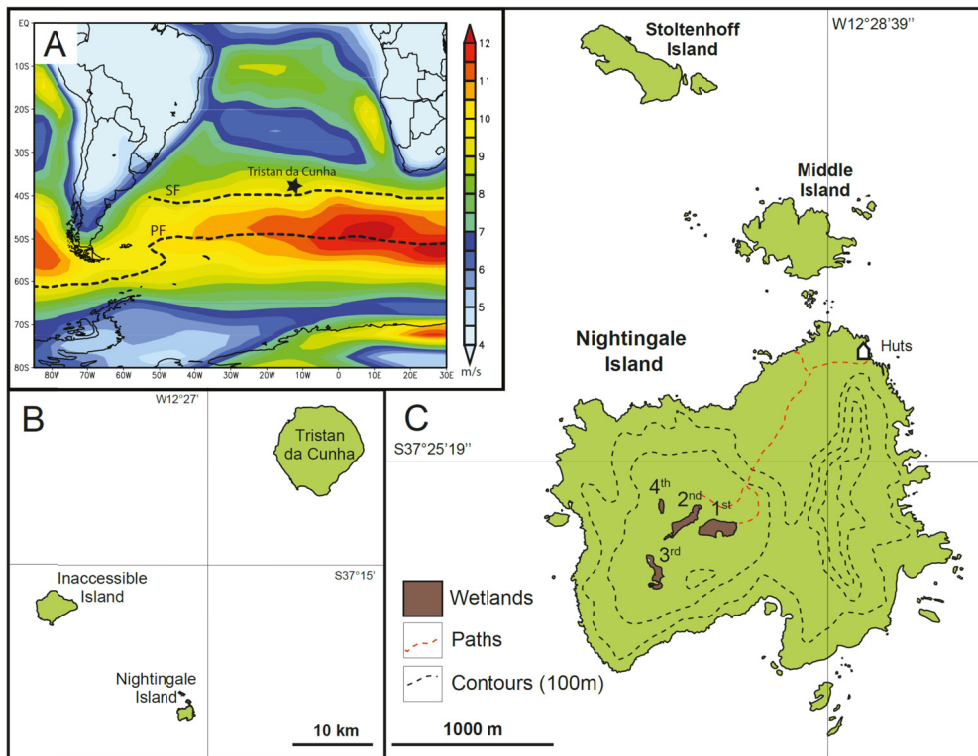 A
10S
20S
30S
40S
50S
60S
70S
80S
80W
70W
60W
50W
40W
30W
20W
10W
0
10E
20E
30E
Tristan da Cunha
SF
PF
12
11
10
9
8
7
6
5
4
m/s
B
W12°27'
Tristan
da Cunha
S37°15'
Inaccessible
Island
Nightingale
Island
10 km
C
W12°28'39''
Stoltenhoff
Island
Middle
Island
Nightingale
Island
Huts
S37°25'19''
4th
2nd
1st
3rd
Wetlands
Paths
Contours (100m)
1000 m